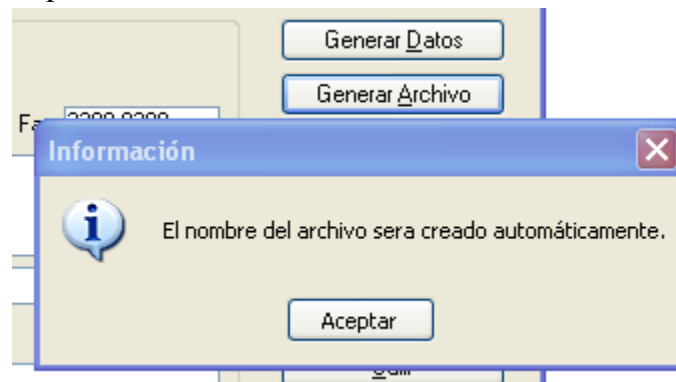 Generar Datos
Generar Archivo
Información
El nombre del archivo sera creado automáticamente.
Aceptar